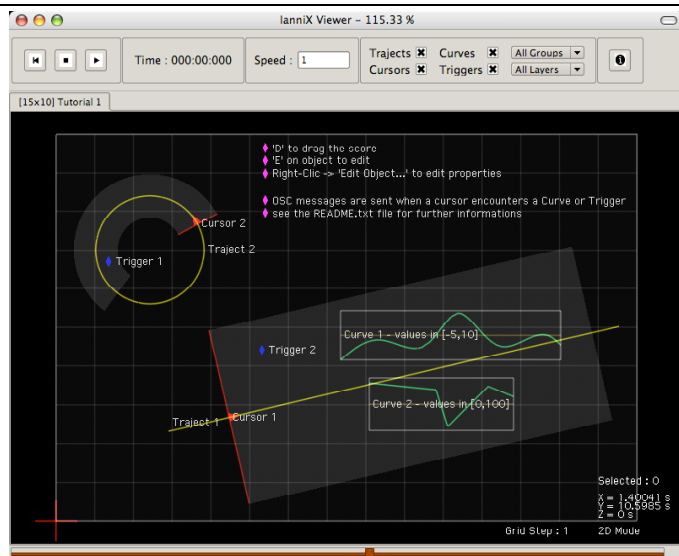 IanniX Viewer - 115.33 %
Time : 000:00:000
Speed : 1
Trajects Curves All Groups
Cursors Triggers All Layers
[15x10] Tutorial 1
'D' to drag the score
'E' on object to edit
Right-Clic -> 'Edit Object...' to edit properties
OSC messages are sent when a cursor encounters a Curve or Trigger
see the README.txt file for further informations
Cursor 2
Traject 2
Trigger 1
Curve 1 - values in [-5,10]
Trigger 2
Curve 2 - values in [0,100]
Traject 1 Cursor 1
Selected : 0
X = 1.40041 s
Y = 10.5985 s
Z = 0 s
Grid Step : 1 2D Mode